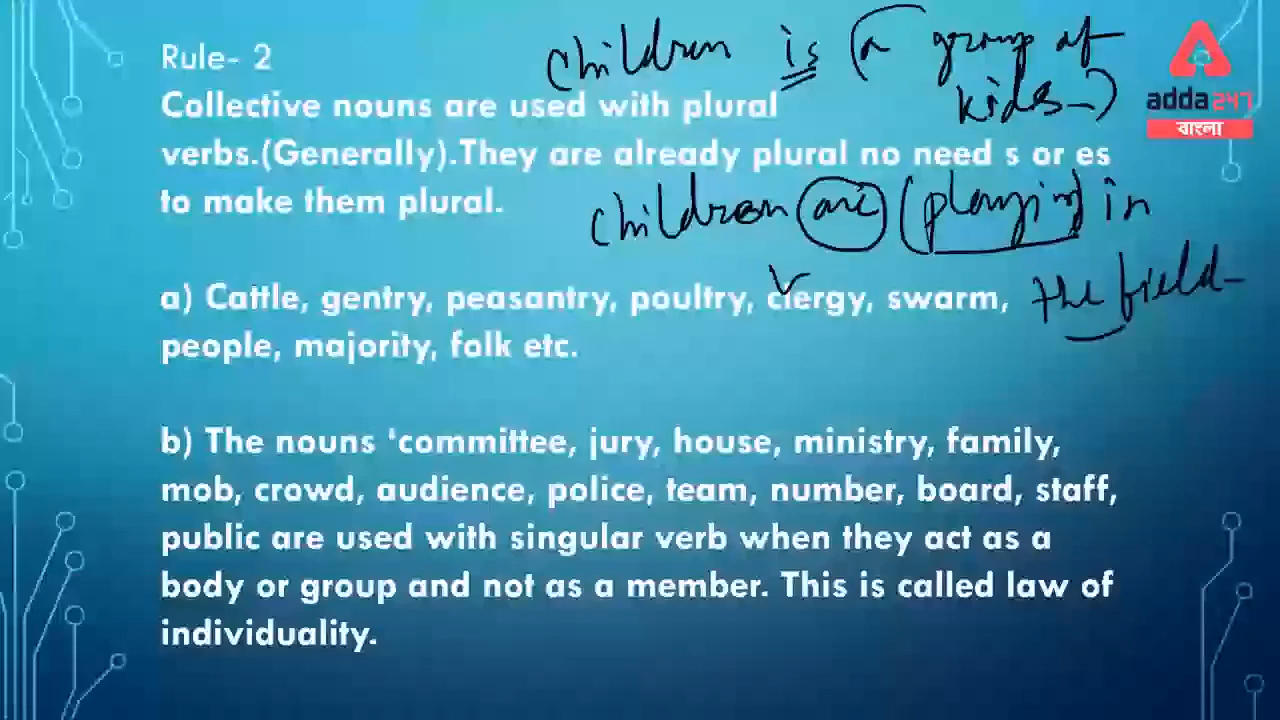 Rule- 2
children is (a group of
kids-)
adda247
বাংলা
Collective nouns are used with plural
verbs.(Generally).They are already plural no need s or es
to make them plural.
children are (playing) in
the field-
a) Cattle, gentry, peasantry, poultry, clergy, swarm,
people, majority, folk etc.
b) The nouns ‘committee, jury, house, ministry, family,
mob, crowd, audience, police, team, number, board, staff,
public are used with singular verb when they act as a
body or group and not as a member. This is called law of
individuality.